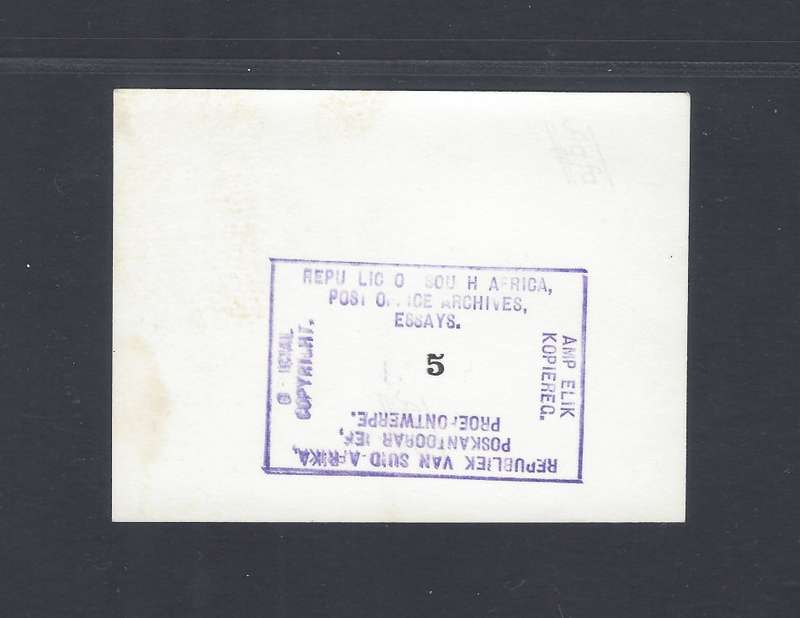 REPU LIC O SOU H AFRICA,
POST OF ICE ARCHIVES,
ESSAYS.
5
AMP ELIK
KOPIEREG.
COPYRIGHT.
REPUBLIEK VAN SUID-AFRIKA,
POSKANTOORAR IEF,
PROEFONTWERPE.